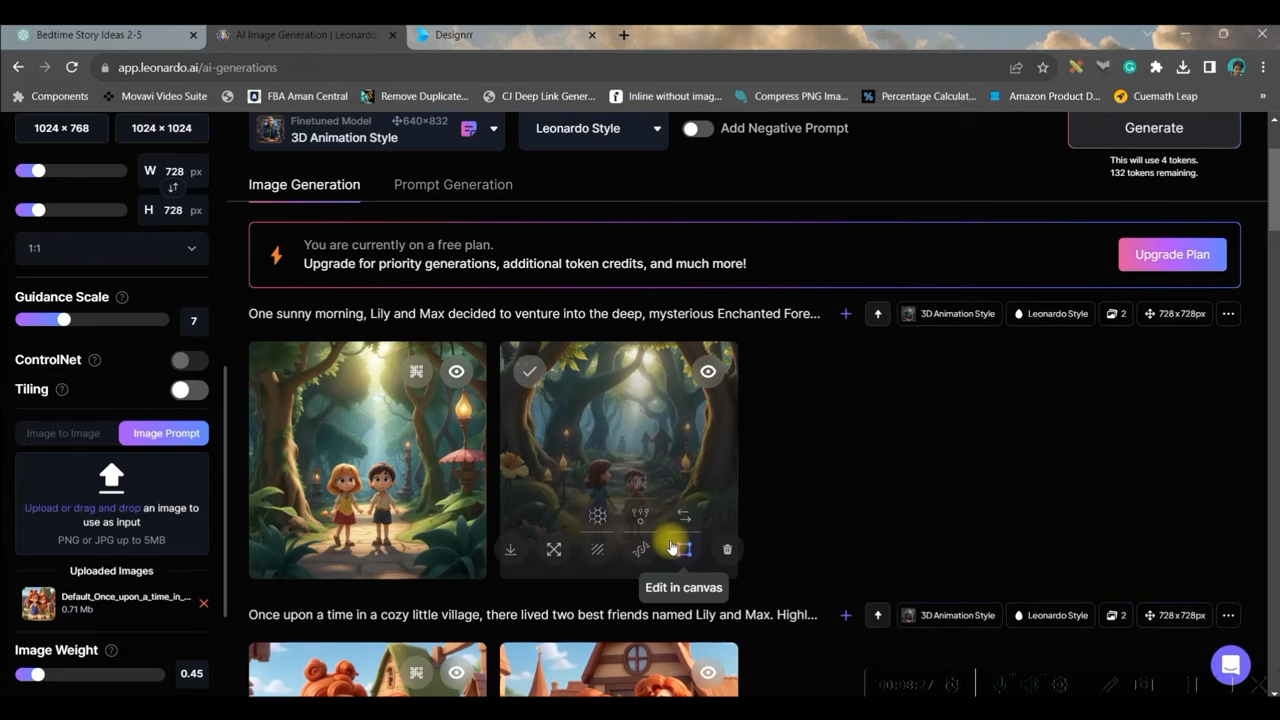 Bedtime Story Ideas 2-5
AI Image Generation | Leonardo
Designrr
app.leonardo.ai/ai-generations
Components
Movavi Video Suite
FBA Aman Central
Remove Duplicate...
CJ Deep Link Gener...
Inline without imag...
Compress PNG Ima...
Percentage Calculat...
Amazon Product D...
Cuemath Leap
»
1024 × 768
1024 × 1024
Finetuned Model
640×832
3D Animation Style
Leonardo Style
Add Negative Prompt
Generate
This will use 4 tokens.
132 tokens remaining.
W 728 px
H 728 px
1:1
Image Generation
Prompt Generation
You are currently on a free plan.
Upgrade for priority generations, additional token credits, and much more!
Upgrade Plan
Guidance Scale
7
ControlNet
Tiling
Image to Image
Image Prompt
Upload or drag and drop an image to
use as input
PNG or JPG up to 5MB
Uploaded Images
Default_Once_upon_a_time_in_...
0.71 Mb
Image Weight
0.45
One sunny morning, Lily and Max decided to venture into the deep, mysterious Enchanted Fore...
3D Animation Style
Leonardo Style
2
728 x 728px
Edit in canvas
Once upon a time in a cozy little village, there lived two best friends named Lily and Max. Highl...
3D Animation Style
Leonardo Style
2
728 x 728px
00:08:27